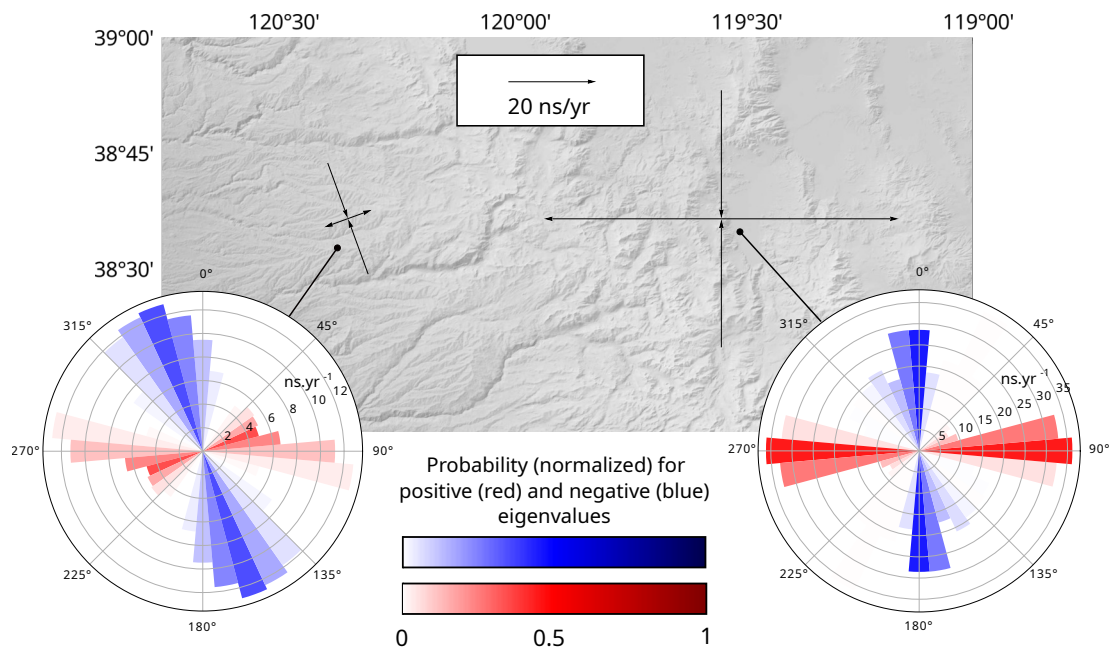 120°30' 120°00' 119°30' 119°00'
39°00'
20 ns/yr
38°45'
38°30'
0°
315°
45°
ns.yr -1
2 4 6 8 10 12
270°
90°
225°
135°
180°
0°
315°
45°
ns.yr -1
5 10 15 20 25 30 35
270°
90°
225°
135°
180°
Probability (normalized) for
positive (red) and negative (blue)
eigenvalues
0 0.5 1